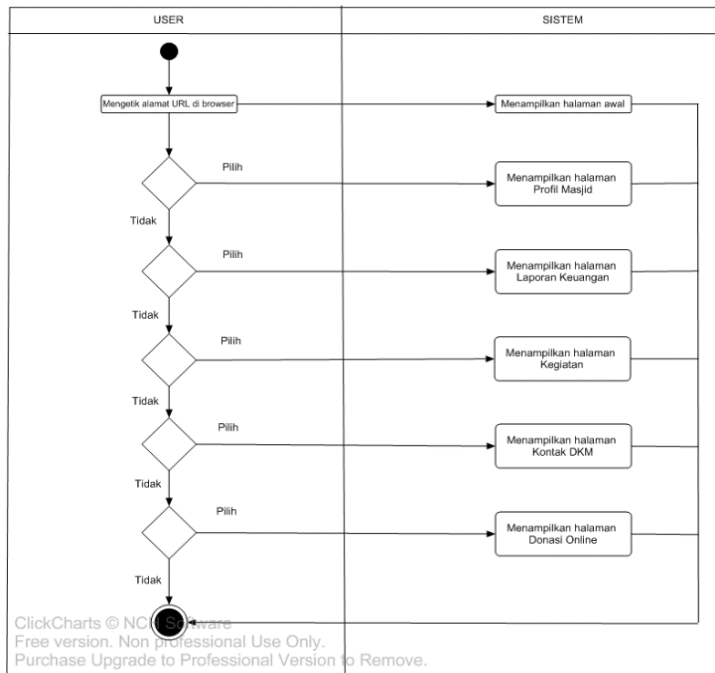 USER
SISTEM
Mengetik alamat URL di browser
Menampilkan halaman awal
Pilih
Menampilkan halaman
Profil Masjid
Tidak
Pilih
Menampilkan halaman
Laporan Keuangan
Tidak
Pilih
Menampilkan halaman
Kegiatan
Tidak
Pilih
Menampilkan halaman
Kontak DKM
Tidak
Pilih
Menampilkan halaman
Donasi Online
Tidak
ClickCharts © NCH Software
Free version. Non professional Use Only.
Purchase Upgrade to Professional Version to Remove.